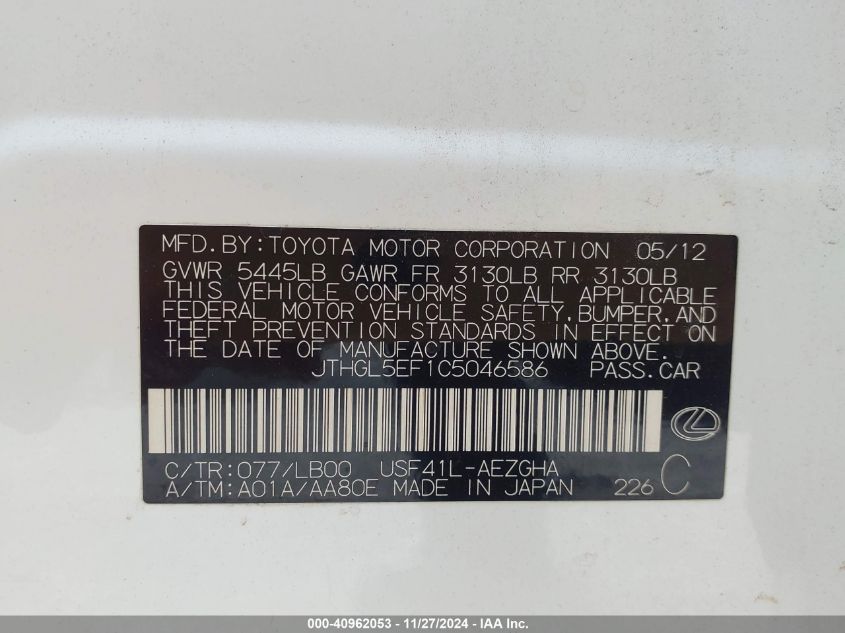 MFD.BY:TOYOTA MOTOR CORPORATION 05/12
GVWR 5445LB GAWR FR 3130LB RR 3130LB
THIS VEHICLE CONFORMS TO ALL APPLICABLE
FEDERAL MOTOR VEHICLE SAFETY,BUMPER,AND
THEFT PREVENTION STANDARDS IN EFFECT ON
THE DATE OF MANUFACTURE SHOWN ABOVE.
JTHGL5EF1C5046586 PASS.CAR
C/TR:077/LB00 USF41L-AEZGHA
A/TM:A01A/AA80E MADE IN JAPAN 226 C
000-40962053 - 11/27/2024 - IAA Inc.